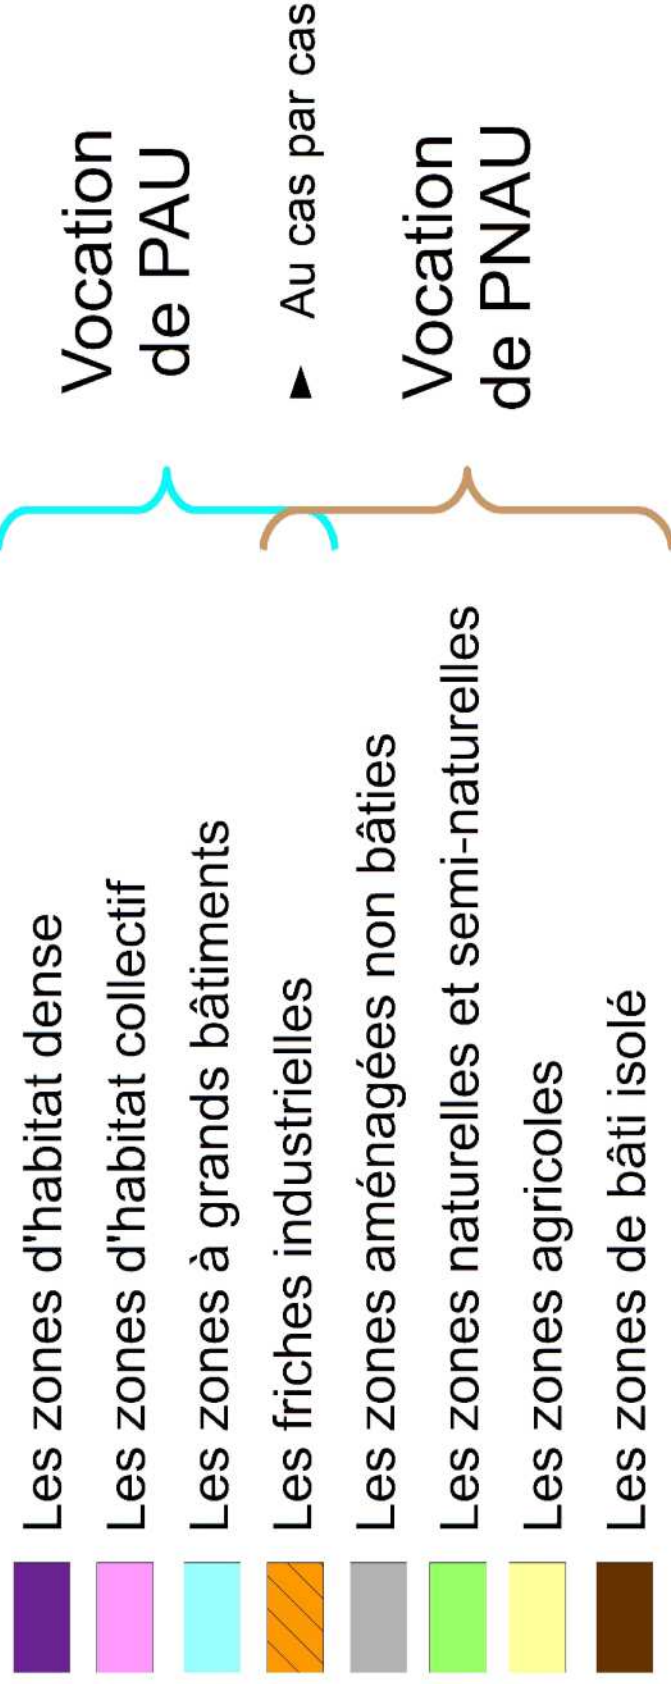 Les zones d'habitat dense
Les zones d'habitat collectif
Les zones à grands bâtiments
Les friches industrielles
Les zones aménagées non bâties
Les zones naturelles et semi-naturelles
Les zones agricoles
Les zones de bâti isolé
Vocation
de PAU
► Au cas par cas
Vocation
de PNAU